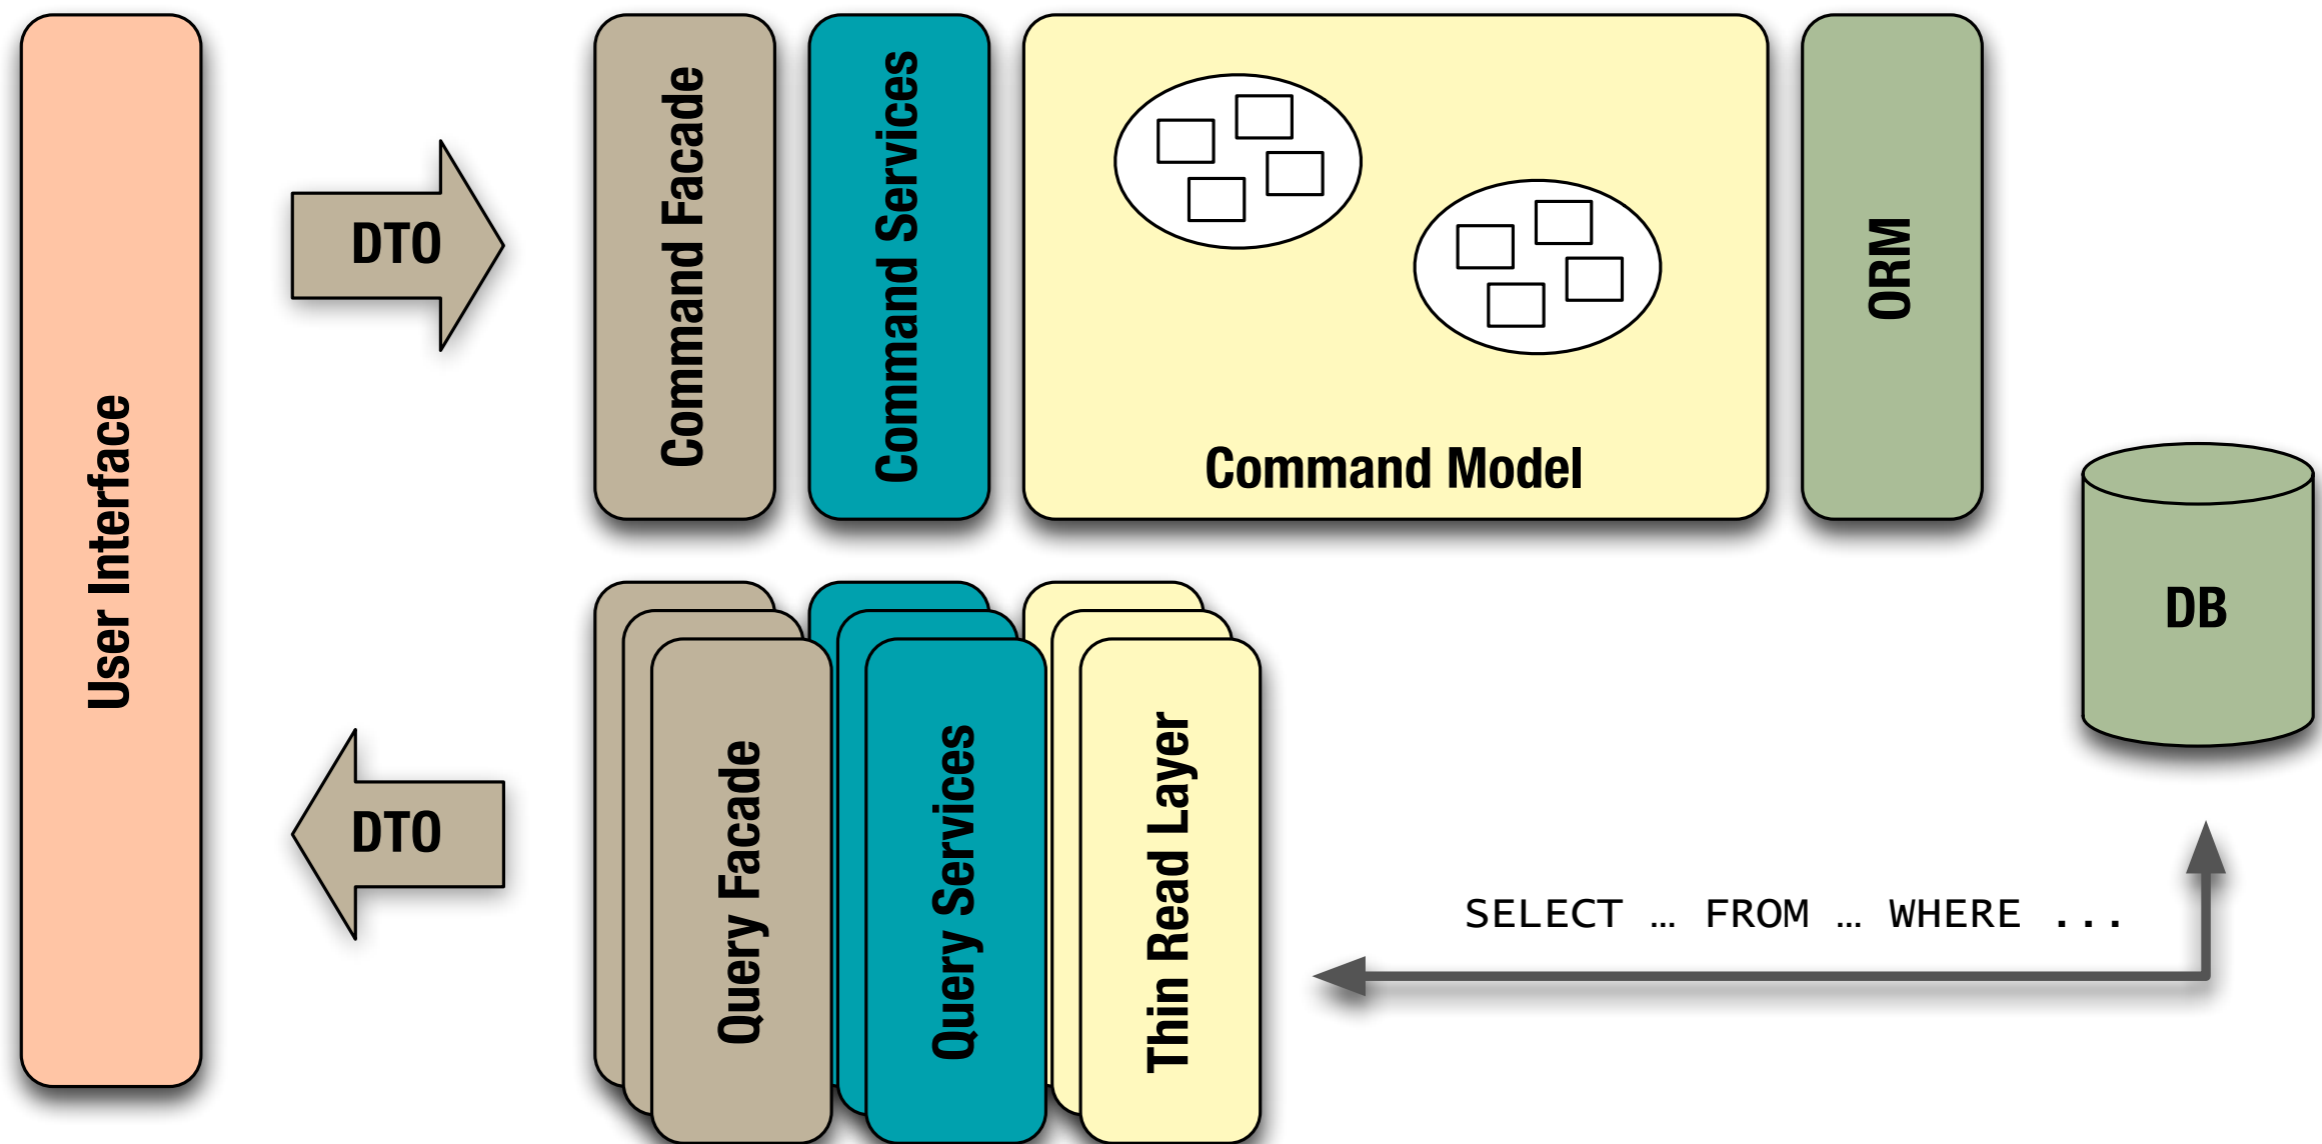 User Interface
DTO
Command Facade
Command Services
Command Model
ORM
DB
DTO
Query Facade
Query Services
Thin Read Layer
SELECT … FROM … WHERE ...